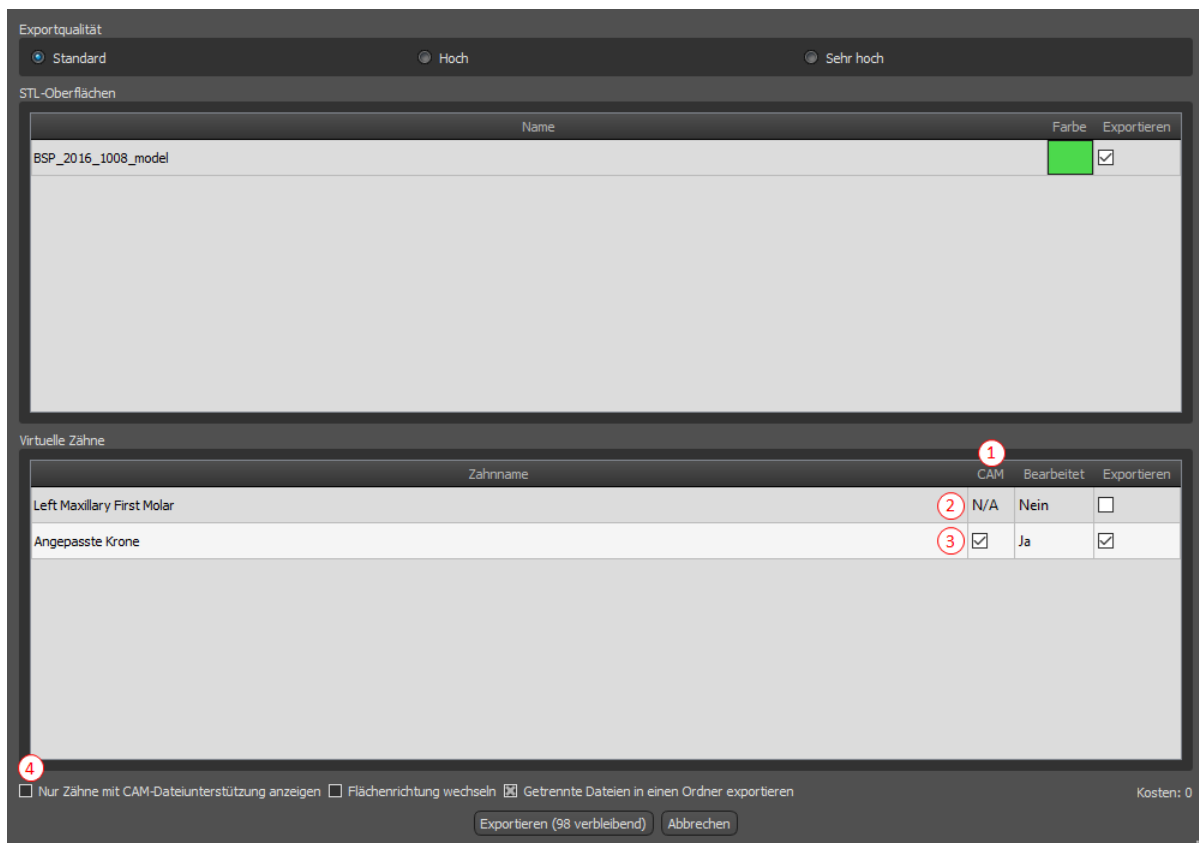 Exportqualität
Standard Hoch Sehr hoch
STL-Oberflächen
Name Farbe Exportieren
BSP_2016_1008_model
Virtuelle Zähne
1
Zahnname CAM Bearbeitet Exportieren
Left Maxillary First Molar 2 N/A Nein
Angepasste Krone 3 Ja
4
Nur Zähne mit CAM-Dateiunterstützung anzeigen Flächenrichtung wechseln Getrennte Dateien in einen Ordner exportieren Kosten: 0
Exportieren (98 verbleibend) Abbrechen